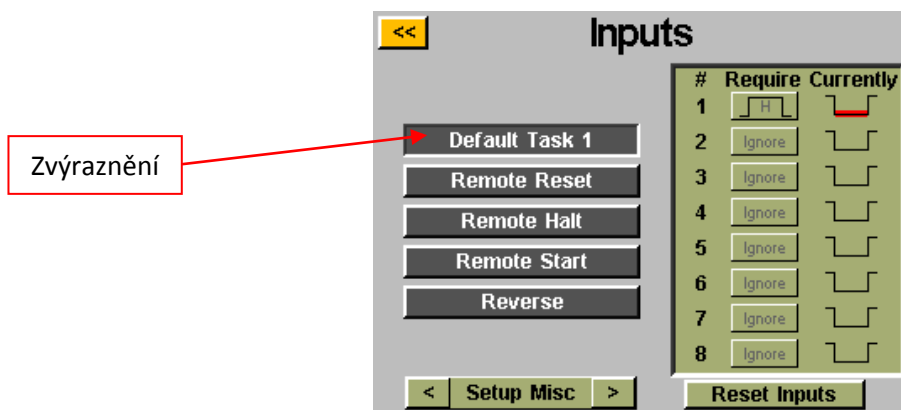 <<
Inputs
# Require Currently
1 H
Zvýraznění
Default Task 1
2 Ignore
Remote Reset
3 Ignore
Remote Halt
4 Ignore
Remote Start
5 Ignore
Reverse
6 Ignore
7 Ignore
8 Ignore
< Setup Misc >
Reset Inputs